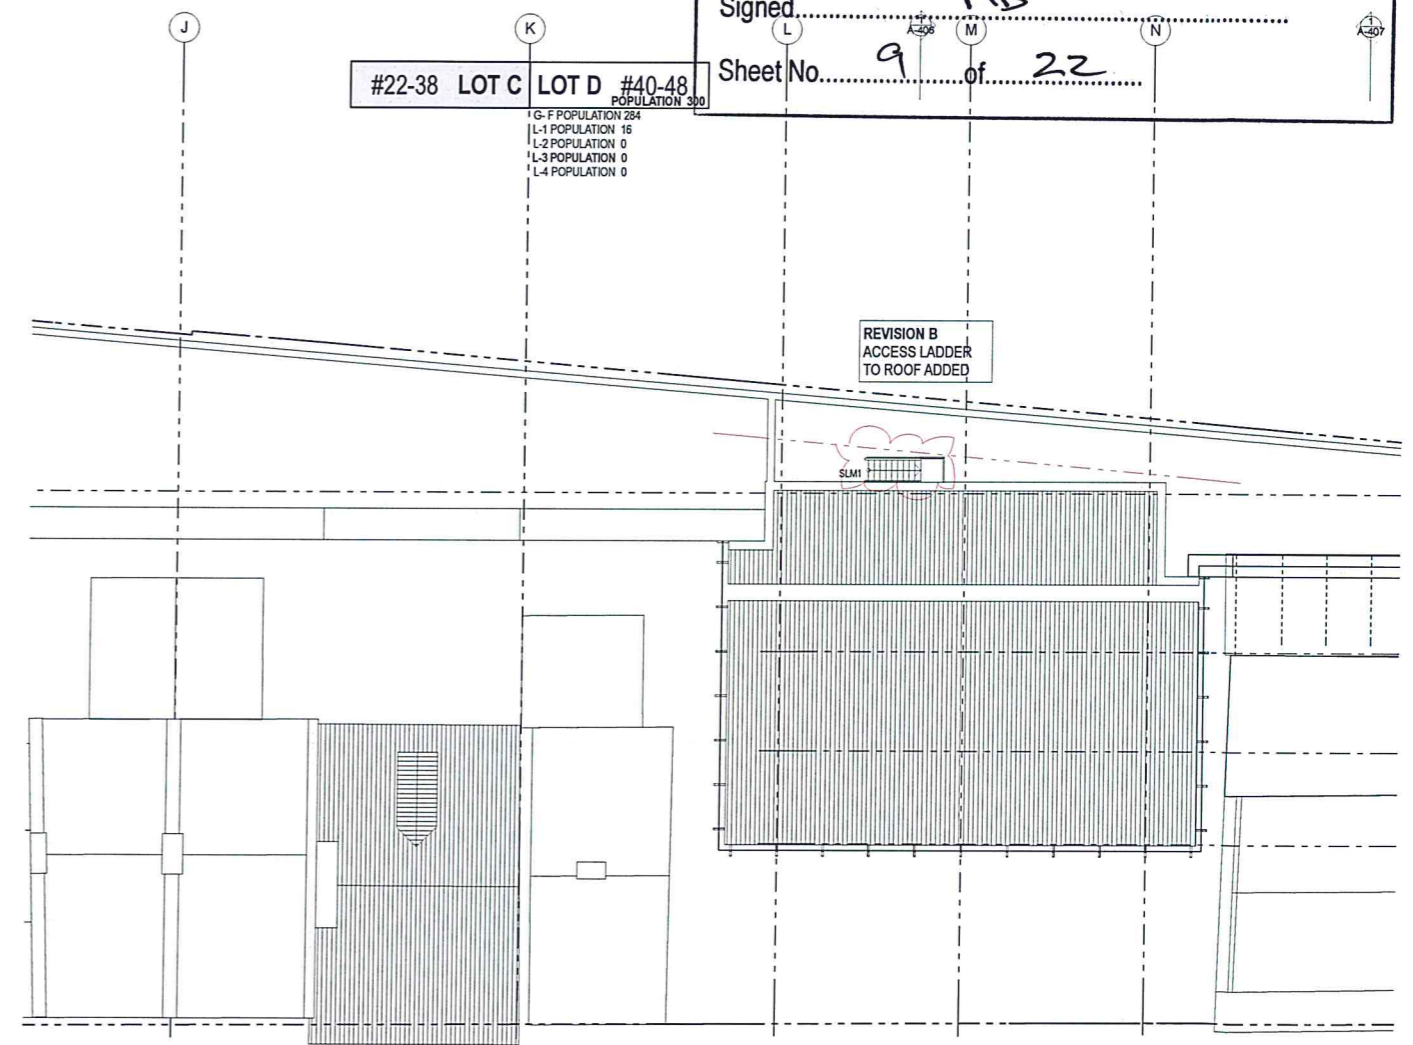 Signed
Sheet No. 9 of 22
J
K
L
A-406
M
N
1
A-407
#22-38 LOT C LOT D #40-48
POPULATION 300
G- F POPULATION 284
L-1 POPULATION 16
L-2 POPULATION 0
L-3 POPULATION 0
L-4 POPULATION 0
REVISION B
ACCESS LADDER
TO ROOF ADDED
SLM1